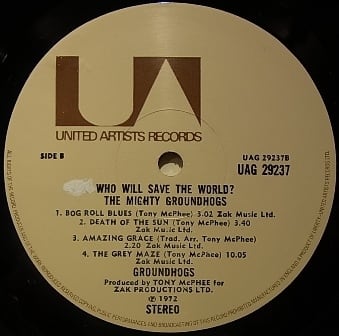 UA
UNITED ARTISTS RECORDS
SIDE B
UAG 29237B
UAG 29237
WHO WILL SAVE THE WORLD?
THE MIGHTY GROUNDHOGS
1. BOG ROLL BLUES (Tony McPhee) 3.02 Zak Music Ltd.
2. DEATH OF THE SUN (Tony McPhee) 3.40
Zak Music Ltd.
3. AMAZING GRACE (Trad. Arr. Tony McPhee)
2.20 Zak Music Ltd.
4. THE GREY MAZE (Tony McPhee) 10.05
Zak Music Ltd.
GROUNDHOGS
Produced by TONY McPHEE for
ZAK PRODUCTIONS LTD.
℗ 1972
STEREO